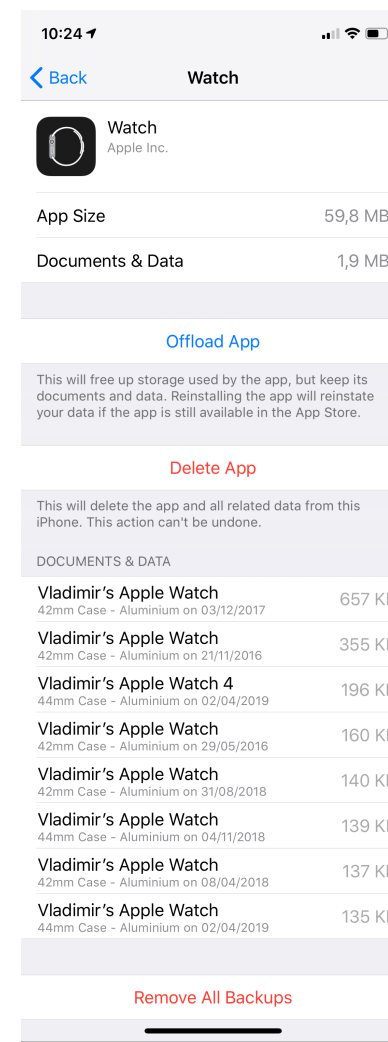 10:24
Back
Watch
Watch
Apple Inc.
App Size 59,8 MB
Documents & Data 1,9 MB
Offload App
This will free up storage used by the app, but keep its
documents and data. Reinstalling the app will reinstate
your data if the app is still available in the App Store.
Delete App
This will delete the app and all related data from this
iPhone. This action can't be undone.
DOCUMENTS & DATA
Vladimir’s Apple Watch 657
42mm Case - Aluminium on 03/12/2017
Vladimir’s Apple Watch 355
42mm Case - Aluminium on 21/11/2016
Vladimir’s Apple Watch 4 196
44mm Case - Aluminium on 02/04/2019
Vladimir’s Apple Watch 160
42mm Case - Aluminium on 29/05/2016
Vladimir’s Apple Watch 140
42mm Case - Aluminium on 31/08/2018
Vladimir’s Apple Watch 139
44mm Case - Aluminium on 04/11/2018
Vladimir’s Apple Watch 137
42mm Case - Aluminium on 08/04/2018
Vladimir’s Apple Watch 135
44mm Case - Aluminium on 02/04/2019
Remove All Backups